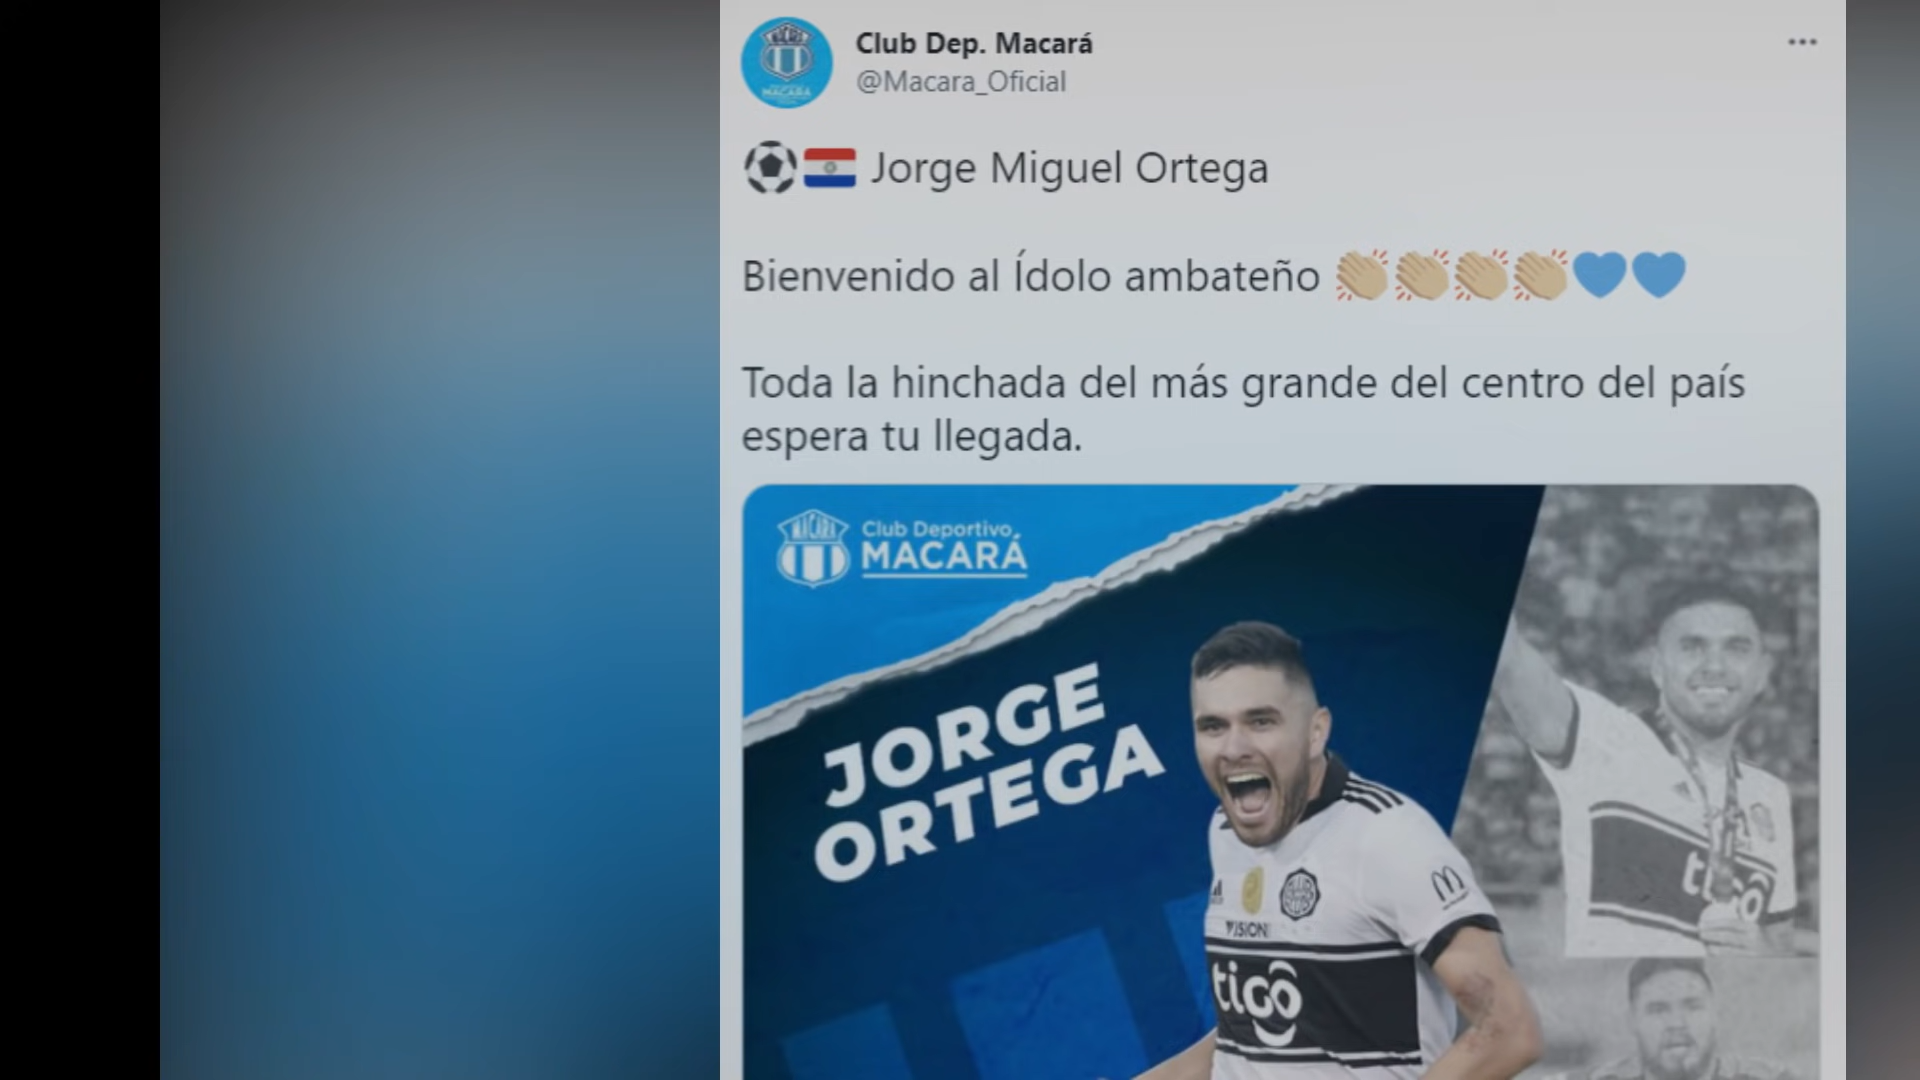 Club Dep. Macará
@Macara_Oficial
Jorge Miguel Ortega
Bienvenido al Ídolo ambateño
Toda la hinchada del más grande del centro del país
espera tu llegada.
MACARA
Club Deportivo
MACARÁ
JORGE
ORTEGA
tigo